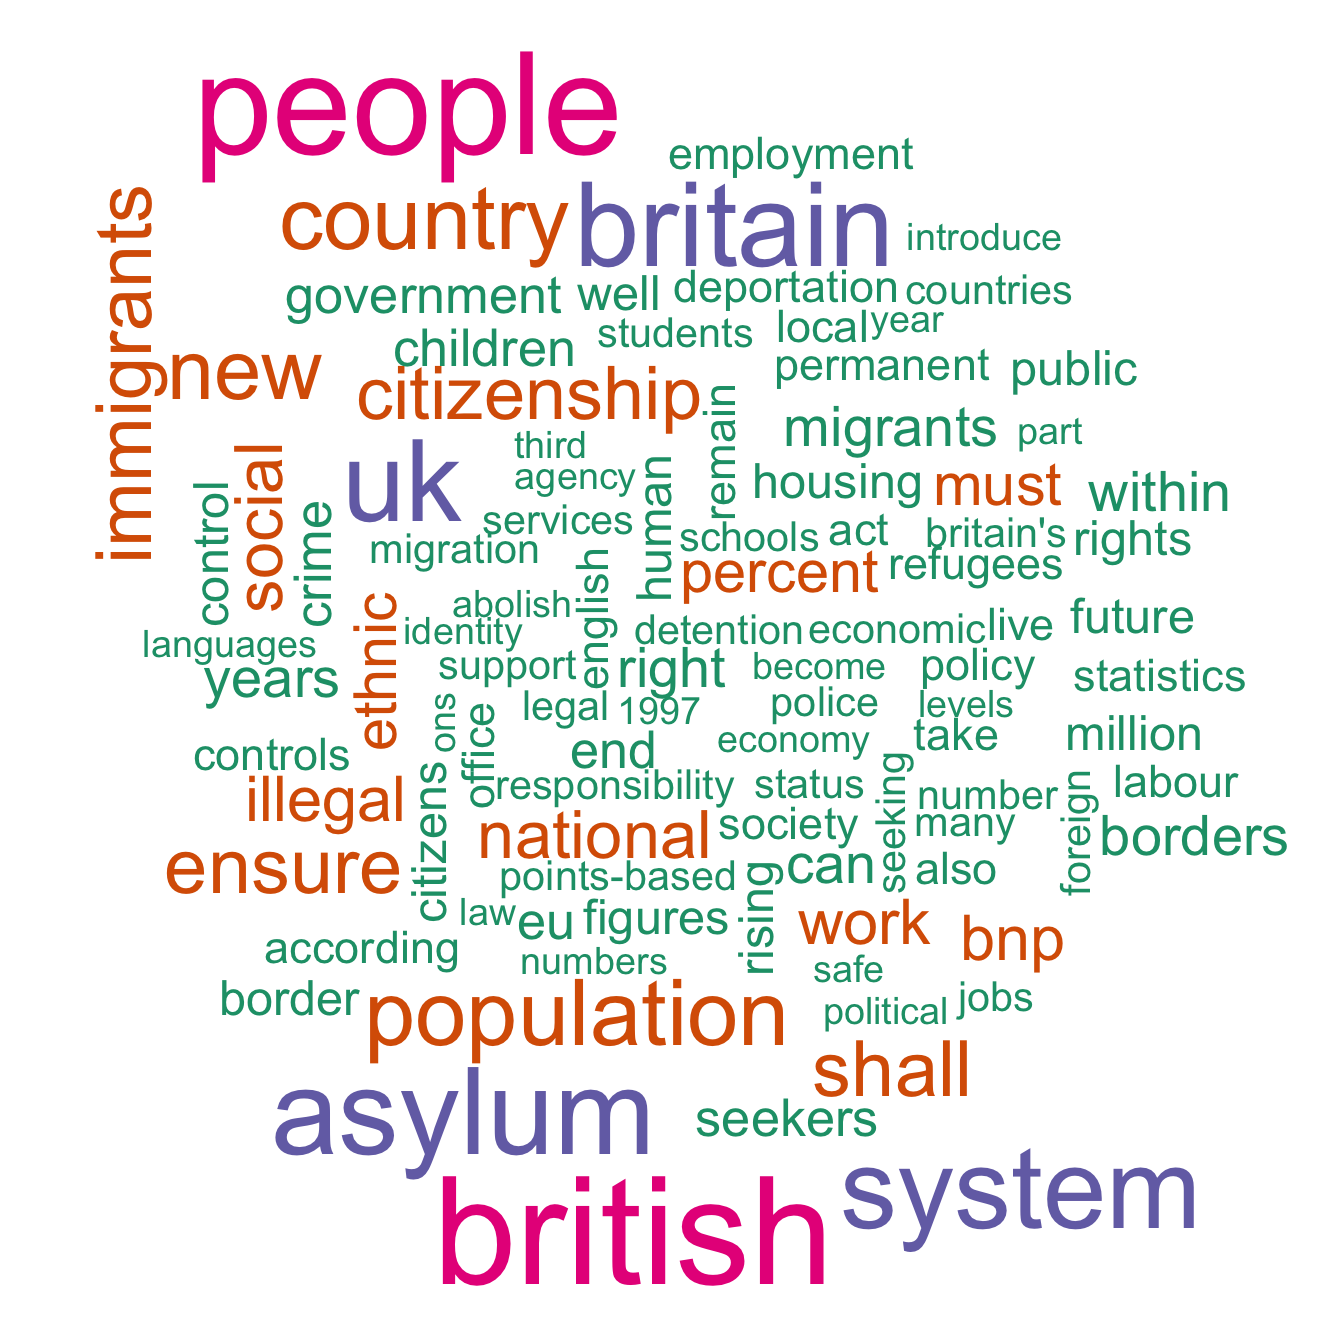 people
employment
country
britain
introduce
immigrants
government
well
deportation
countries
students
local
year
children
new
citizenship
permanent
public
remain
migrants
part
third
uk
agency
human
housing
must
within
control
social
crime
services
migration
schools
act
britain's
rights
percent
refugees
english
abolish
ethnic
identity
detention
economic
live
future
languages
years
support
right
become
policy
statistics
ons
office
legal
1997
police
levels
controls
end
economy
take
million
illegal
citizens
responsibility
status
seeking
number
foreign
labour
national
society
many
borders
ensure
points-based
can
also
rising
law
eu
figures
work
bnp
according
numbers
safe
border
population
political
jobs
shall
asylum
seekers
system
british